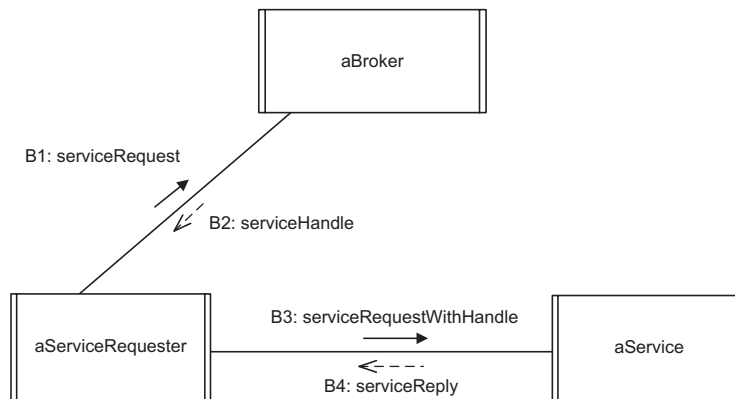 aBroker
B1: serviceRequest
B2: serviceHandle
B3: serviceRequestWithHandle
aServiceRequester
aService
B4: serviceReply